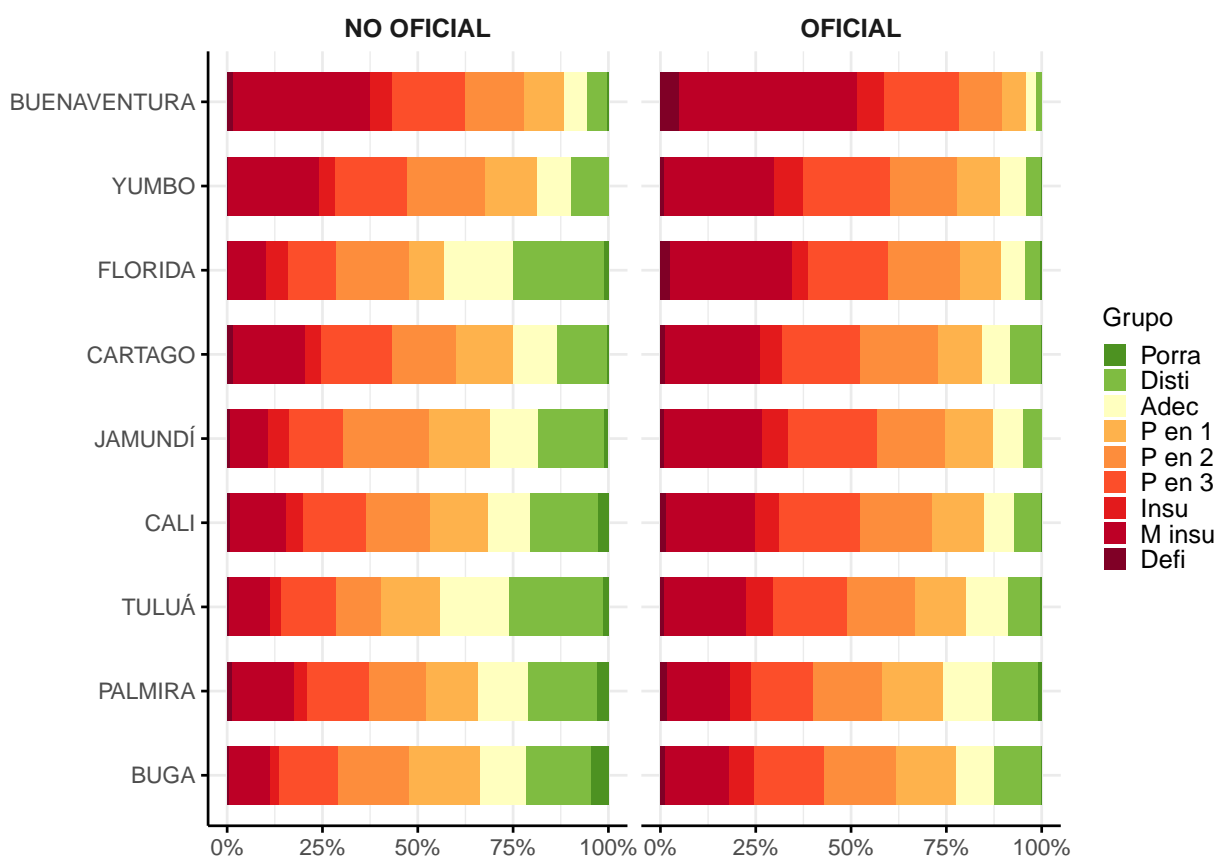 NO OFICIAL
OFICIAL
BUENAVENTURA
YUMBO
FLORIDA
CARTAGO
JAMUNDÍ
CALI
TULUÁ
PALMIRA
BUGA
0% 25% 50% 75% 100%
0% 25% 50% 75% 100%
Grupo
Porra
Disti
Adec
P en 1
P en 2
P en 3
Insu
M insu
Defi